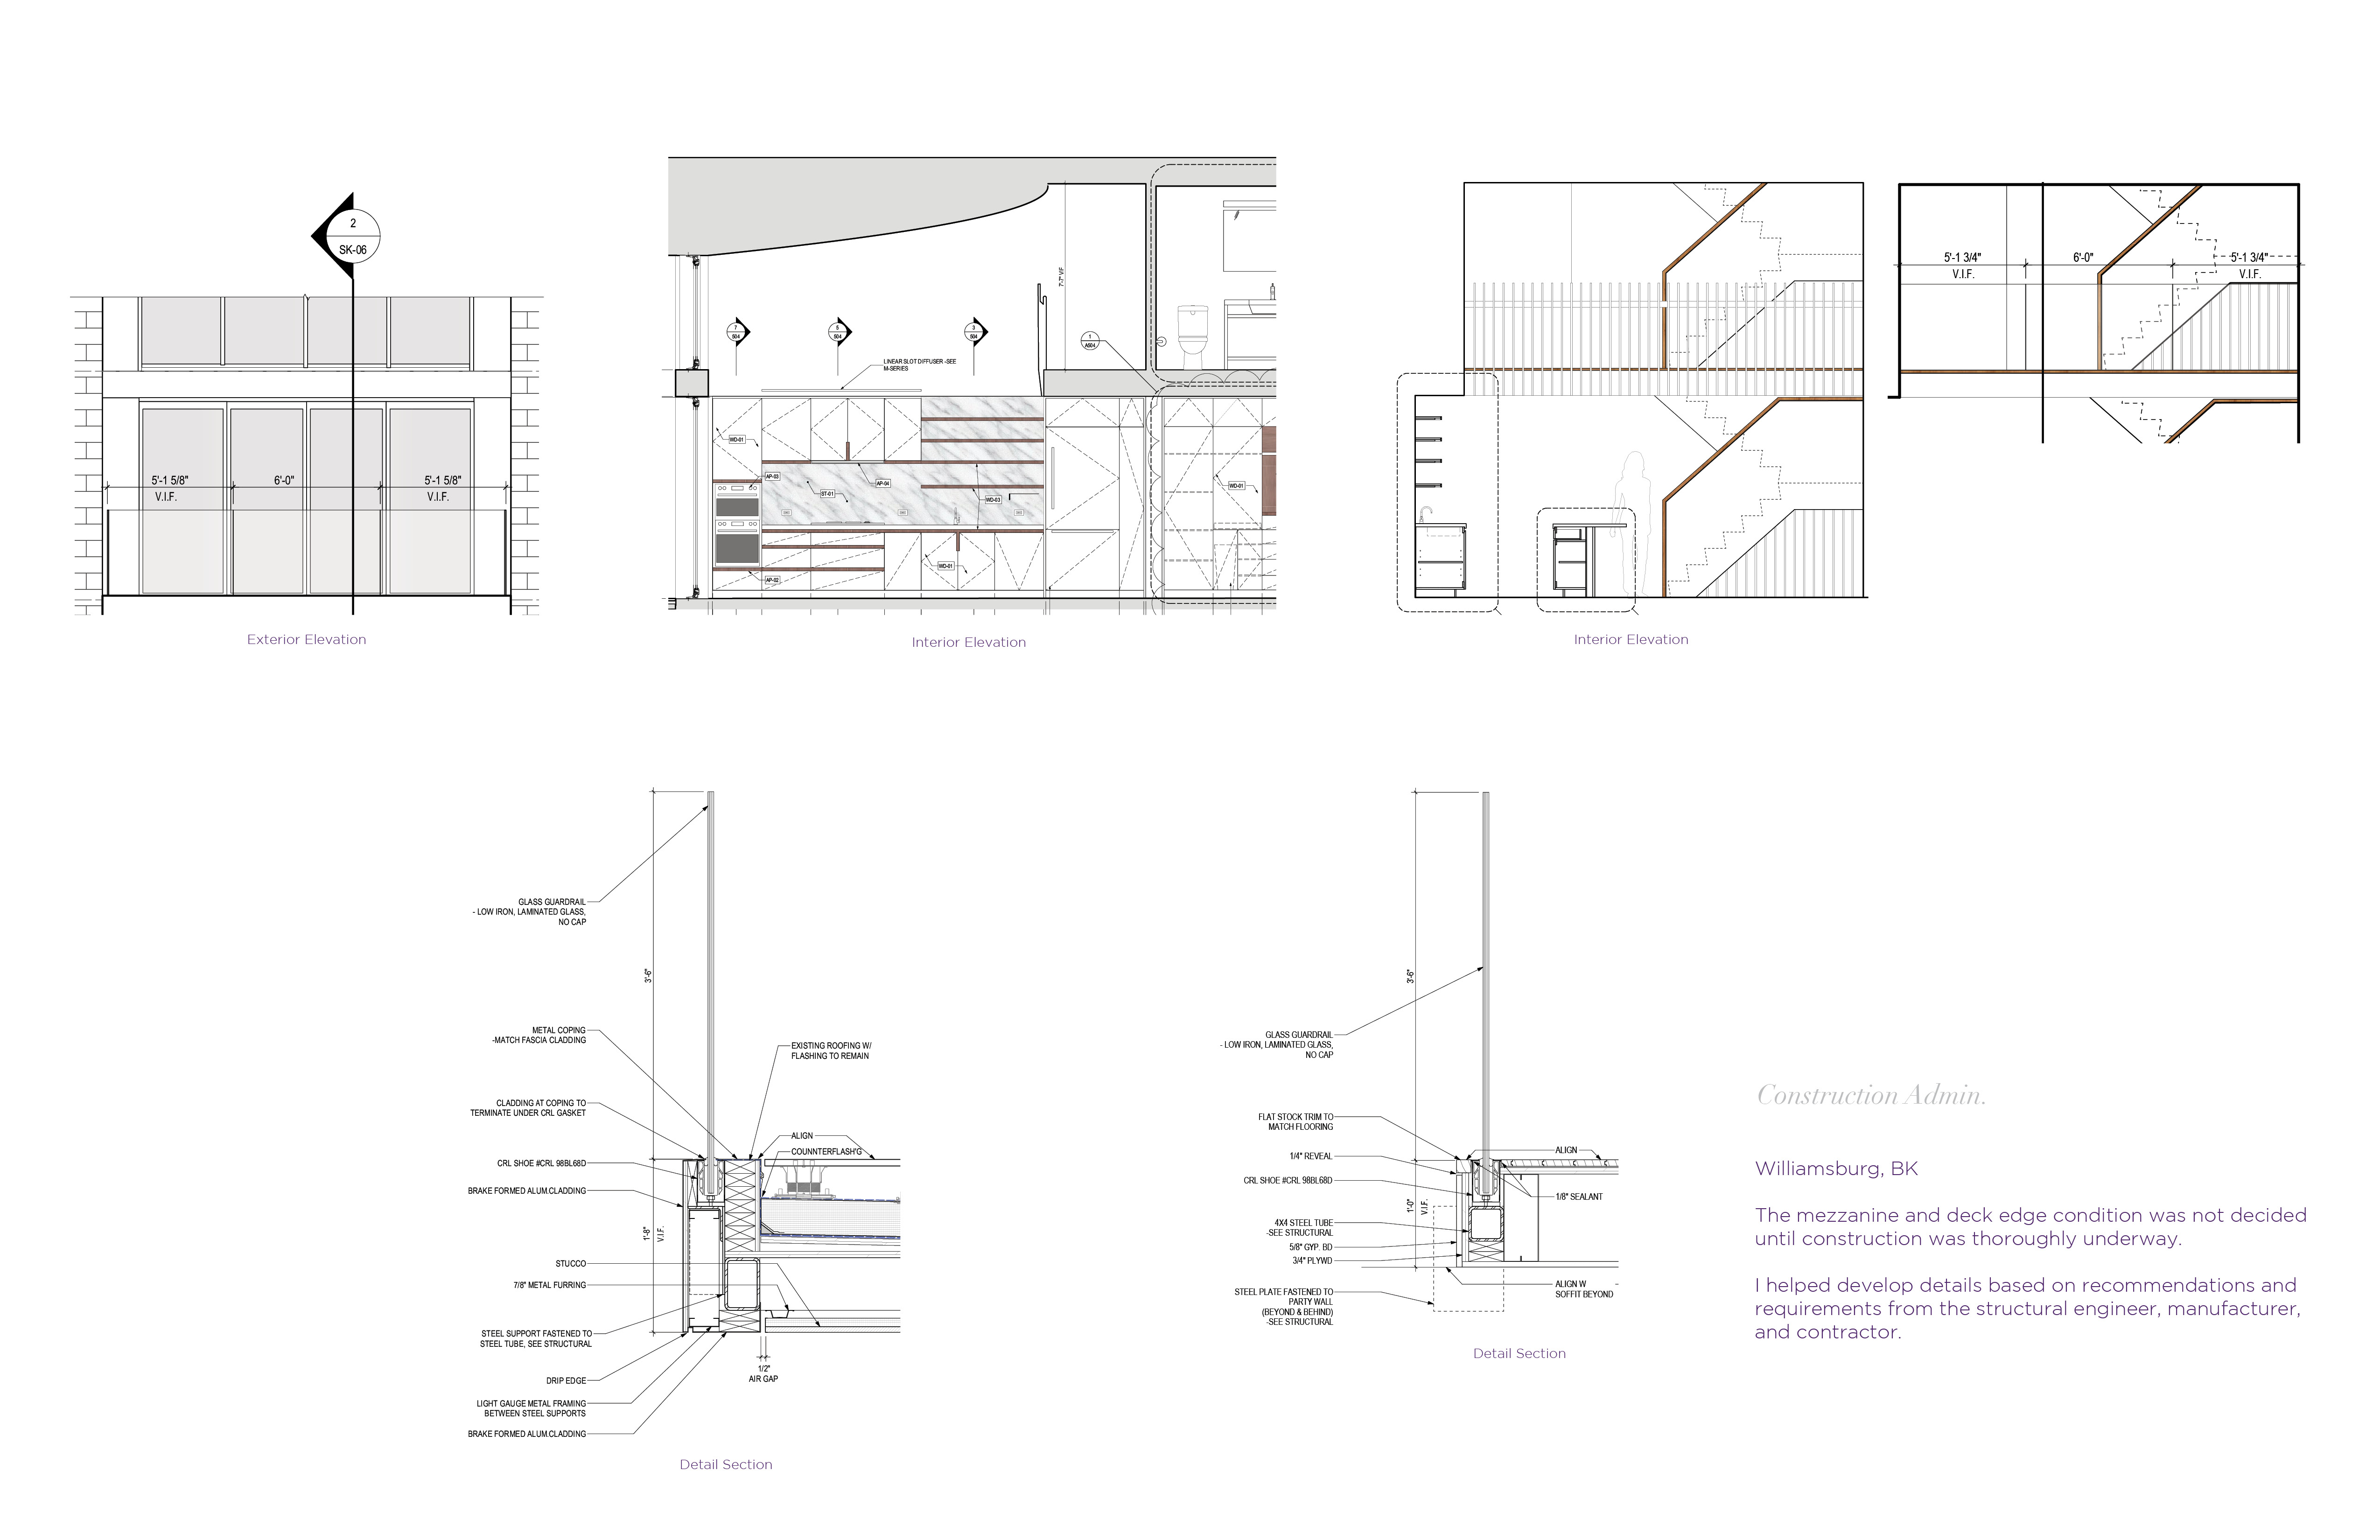 2
SK-06
5'-1 5/8"
6'-0"
5'-1 5/8"
V.I.F.
V.I.F.
Exterior Elevation
7'-7" VIF
7
504
5
504
3
504
1
A504
LINEAR SLOT DIFFUSER -SEE
M-SERIES
WD-01
AP-03
AP-04
ST-01
WD-03
WD-01
WD-01
AP-02
Interior Elevation
Interior Elevation
5'-1 3/4"
6'-0"
5'-1 3/4"
V.I.F.
V.I.F.
GLASS GUARDRAIL
- LOW IRON, LAMINATED GLASS,
NO CAP
3'-6"
METAL COPING
-MATCH FASCIA CLADDING
EXISTING ROOFING W/
FLASHING TO REMAIN
CLADDING AT COPING TO
TERMINATE UNDER CRL GASKET
ALIGN
COUNNTERFLASH'G
CRL SHOE #CRL 98BL68D
BRAKE FORMED ALUM.CLADDING
1'-8"
V.I.F.
STUCCO
7/8" METAL FURRING
STEEL SUPPORT FASTENED TO
STEEL TUBE, SEE STRUCTURAL
1/2"
AIR GAP
DRIP EDGE
LIGHT GAUGE METAL FRAMING
BETWEEN STEEL SUPPORTS
BRAKE FORMED ALUM.CLADDING
Detail Section
3'-6"
GLASS GUARDRAIL
- LOW IRON, LAMINATED GLASS,
NO CAP
FLAT STOCK TRIM TO
MATCH FLOORING
ALIGN
1/4" REVEAL
CRL SHOE #CRL 98BL68D
1/8" SEALANT
1'-0"
V.I.F.
4X4 STEEL TUBE
-SEE STRUCTURAL
5/8" GYP. BD
3/4" PLYWD
ALIGN W
SOFFIT BEYOND
STEEL PLATE FASTENED TO
PARTY WALL
(BEYOND & BEHIND)
-SEE STRUCTURAL
Detail Section
Construction Admin.
Williamsburg, BK
The mezzanine and deck edge condition was not decided
until construction was thoroughly underway.
I helped develop details based on recommendations and
requirements from the structural engineer, manufacturer,
and contractor.